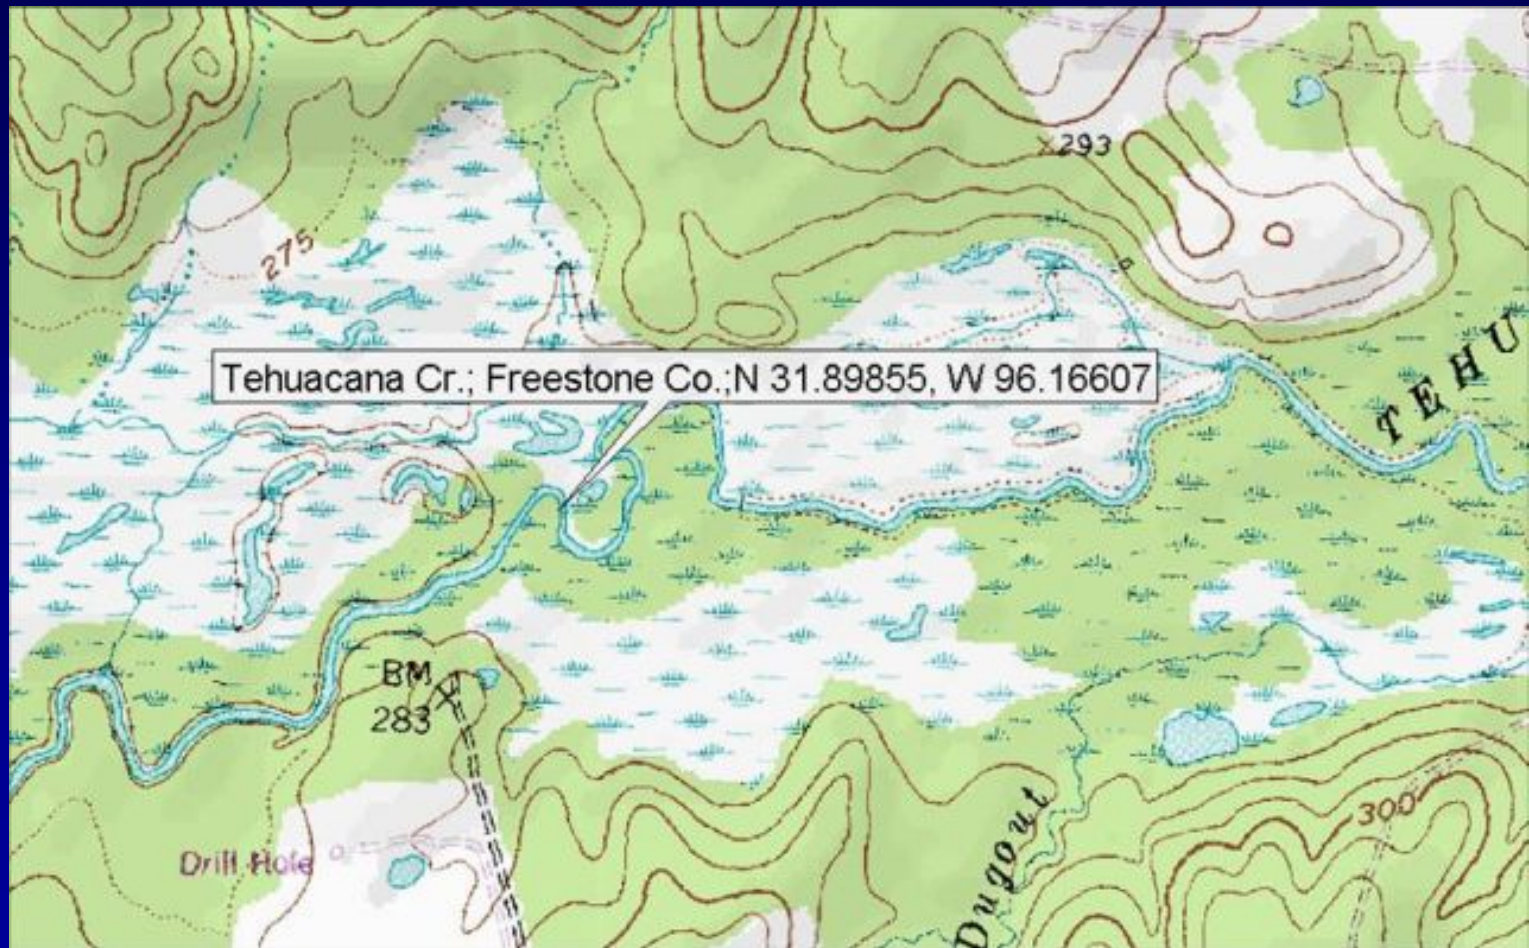 293
275
Tehuacana Cr.; Freestone Co.;N 31.89855, W 96.16607
TEHU
BM
283
300
Dugout
Drill Hole